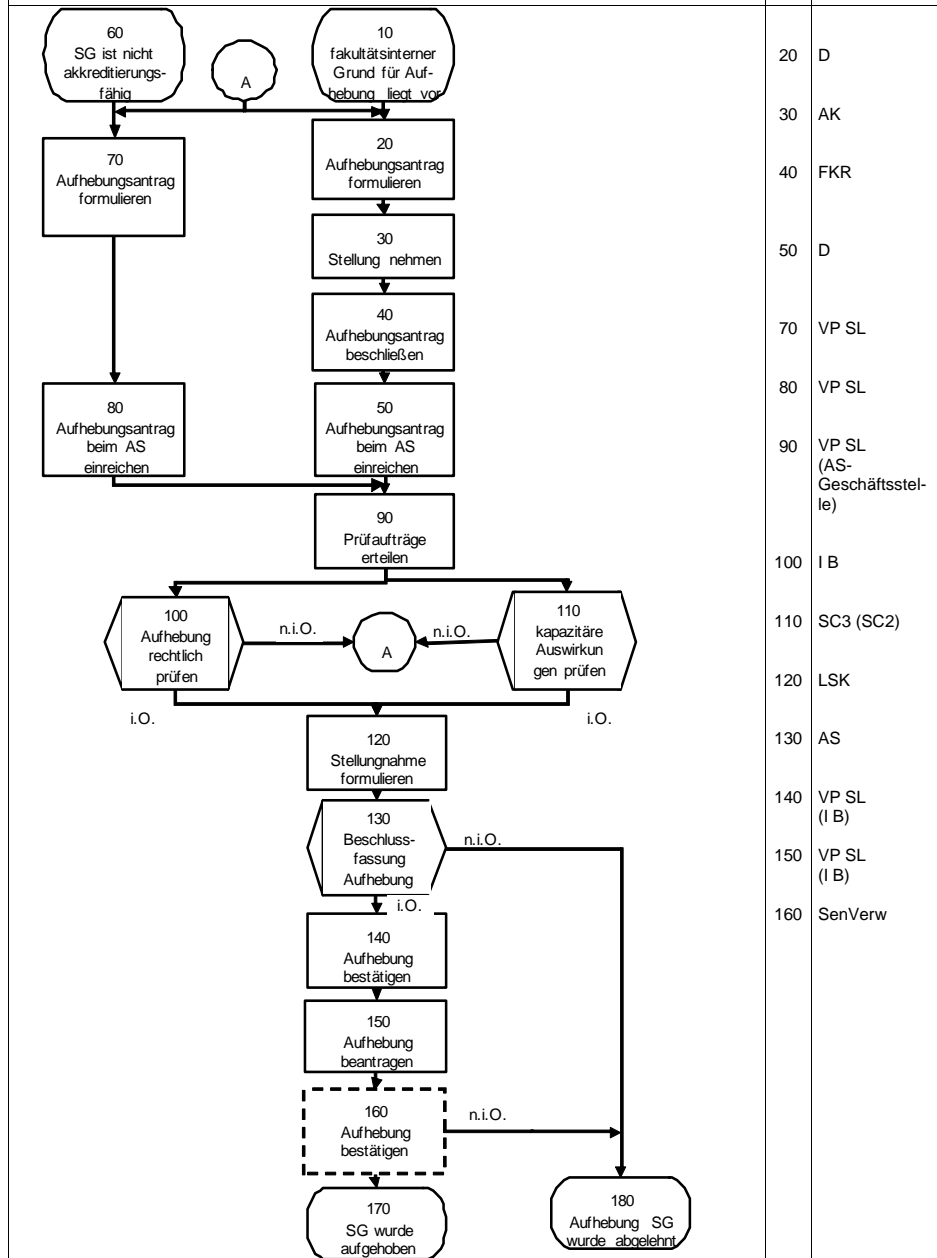 60
SG ist nicht
akkreditierungs-
fähig
A
10
fakultätsinterner
Grund für Auf-
hebung liegt vor
70
Aufhebungsantrag
formulieren
20
Aufhebungsantrag
formulieren
30
Stellung nehmen
40
Aufhebungsantrag
beschließen
80
Aufhebungsantrag
beim AS
einreichen
50
Aufhebungsantrag
beim AS
einreichen
90
Prüfaufträge
erteilen
100
Aufhebung
rechtlich
prüfen
n.i.O.
A
n.i.O.
110
kapazitäre
Auswirkun
gen prüfen
i.O.
i.O.
120
Stellungnahme
formulieren
130
Beschluss-
fassung
Aufhebung
n.i.O.
i.O.
140
Aufhebung
bestätigen
150
Aufhebung
beantragen
160
Aufhebung
bestätigen
n.i.O.
170
SG wurde
aufgehoben
180
Aufhebung SG
wurde abgelehnt
20 D
30 AK
40 FKR
50 D
70 VP SL
80 VP SL
90 VP SL
(AS-
Geschäftsstel-
le)
100 I B
110 SC3 (SC2)
120 LSK
130 AS
140 VP SL
(I B)
150 VP SL
(I B)
160 SenVerw